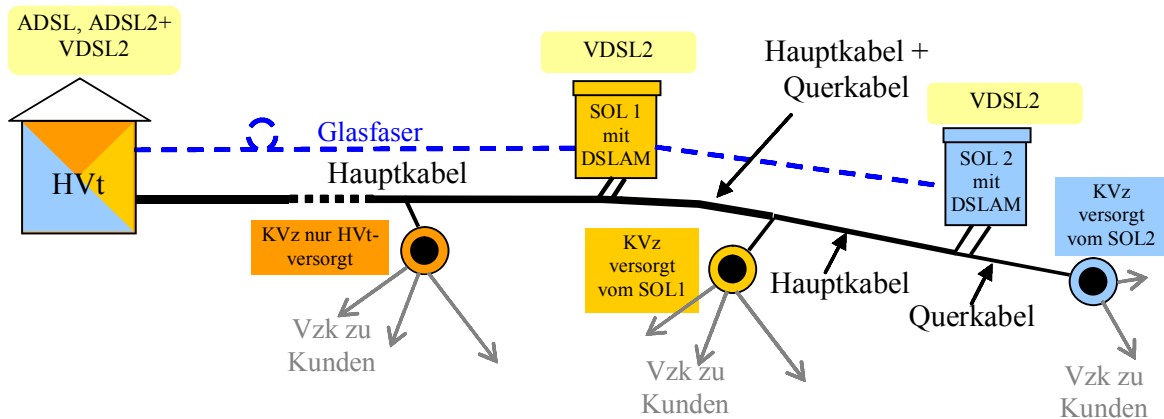 ADSL, ADSL2+
VDSL2
HVt
Glasfaser
Hauptkabel
KVz nur HVt-
versorgt
Vzk zu
Kunden
VDSL2
SOL 1
mit
DSLAM
Hauptkabel +
Querkabel
KVz
versorgt
vom SOL1
Vzk zu
Kunden
Hauptkabel
VDSL2
SOL 2
mit
DSLAM
Querkabel
KVz
versorgt
vom SOL2
Vzk zu
Kunden